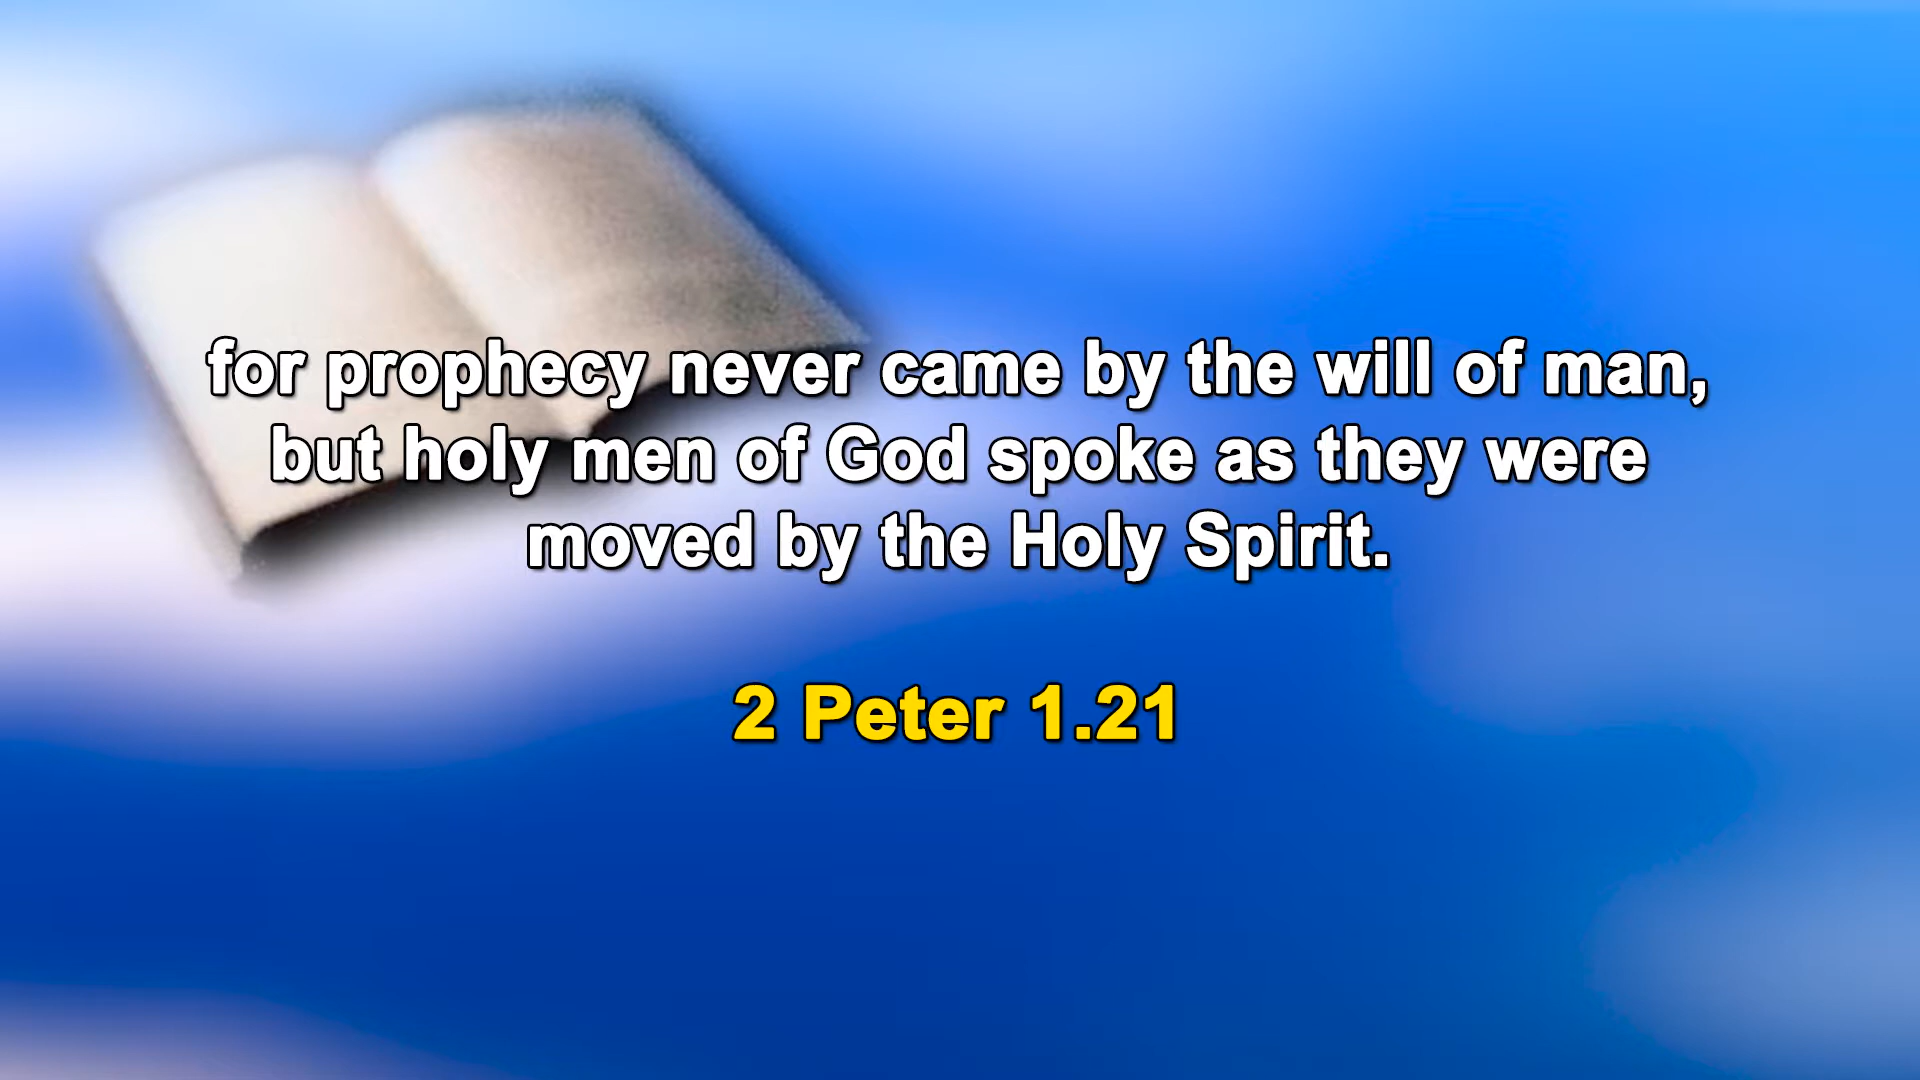 for prophecy never came by the will of man,
but holy men of God spoke as they were
moved by the Holy Spirit.
2 Peter 1.21